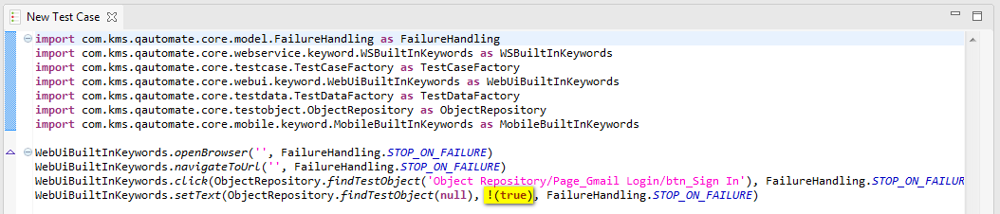 New Test Case
import com.kms.qautomate.core.model.FailureHandling as FailureHandling
import com.kms.qautomate.core.webservice.keyword.WSBuiltInKeywords as WSBuiltInKeywords
import com.kms.qautomate.core.testcase.TestCaseFactory as TestCaseFactory
import com.kms.qautomate.core.webui.keyword.WebUiBuiltInKeywords as WebUiBuiltInKeywords
import com.kms.qautomate.core.testdata.TestDataFactory as TestDataFactory
import com.kms.qautomate.core.testobject.ObjectRepository as ObjectRepository
import com.kms.qautomate.core.mobile.keyword.MobileBuiltInKeywords as MobileBuiltInKeywords
WebUiBuiltInKeywords.openBrowser('', FailureHandling.STOP_ON_FAILURE)
WebUiBuiltInKeywords.navigateToUrl('', FailureHandling.STOP_ON_FAILURE)
WebUiBuiltInKeywords.click(ObjectRepository.findTestObject('Object Repository/Page_Gmail Login/btn_Sign In'), FailureHandling.STOP_ON_FAILUR
WebUiBuiltInKeywords.setText(ObjectRepository.findTestObject(null), !(true), FailureHandling.STOP_ON_FAILURE)